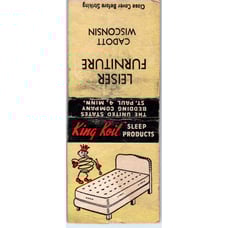 Close Cover Before Striking
LEISER
FURNITURE
CADOTT
WISCONSIN
THE UNITED STATES
BEDDING COMPANY
ST. PAUL 4, MINN.
King Koil SLEEP
PRODUCTS